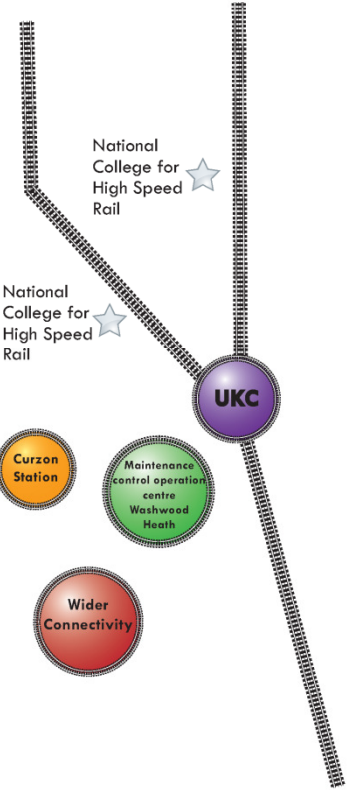 National
College for
High Speed
Rail
National
College for
High Speed
Rail
UKC
Curzon
Station
Maintenance
control operation
centre
Washwood
Heath
Wider
Connectivity